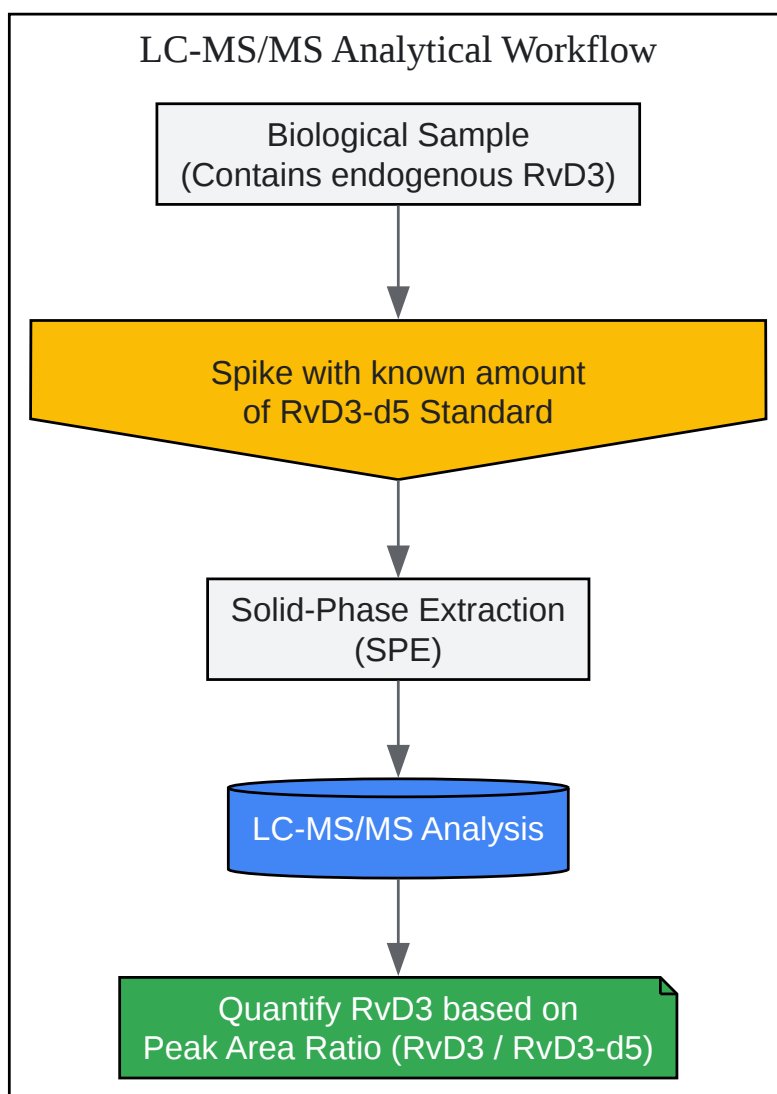 LC-MS/MS Analytical Workflow
Biological Sample
(Contains endogenous RvD3)
Spike with known amount
of RvD3-d5 Standard
Solid-Phase Extraction
(SPE)
LC-MS/MS Analysis
Quantify RvD3 based on
Peak Area Ratio (RvD3 / RvD3-d5)